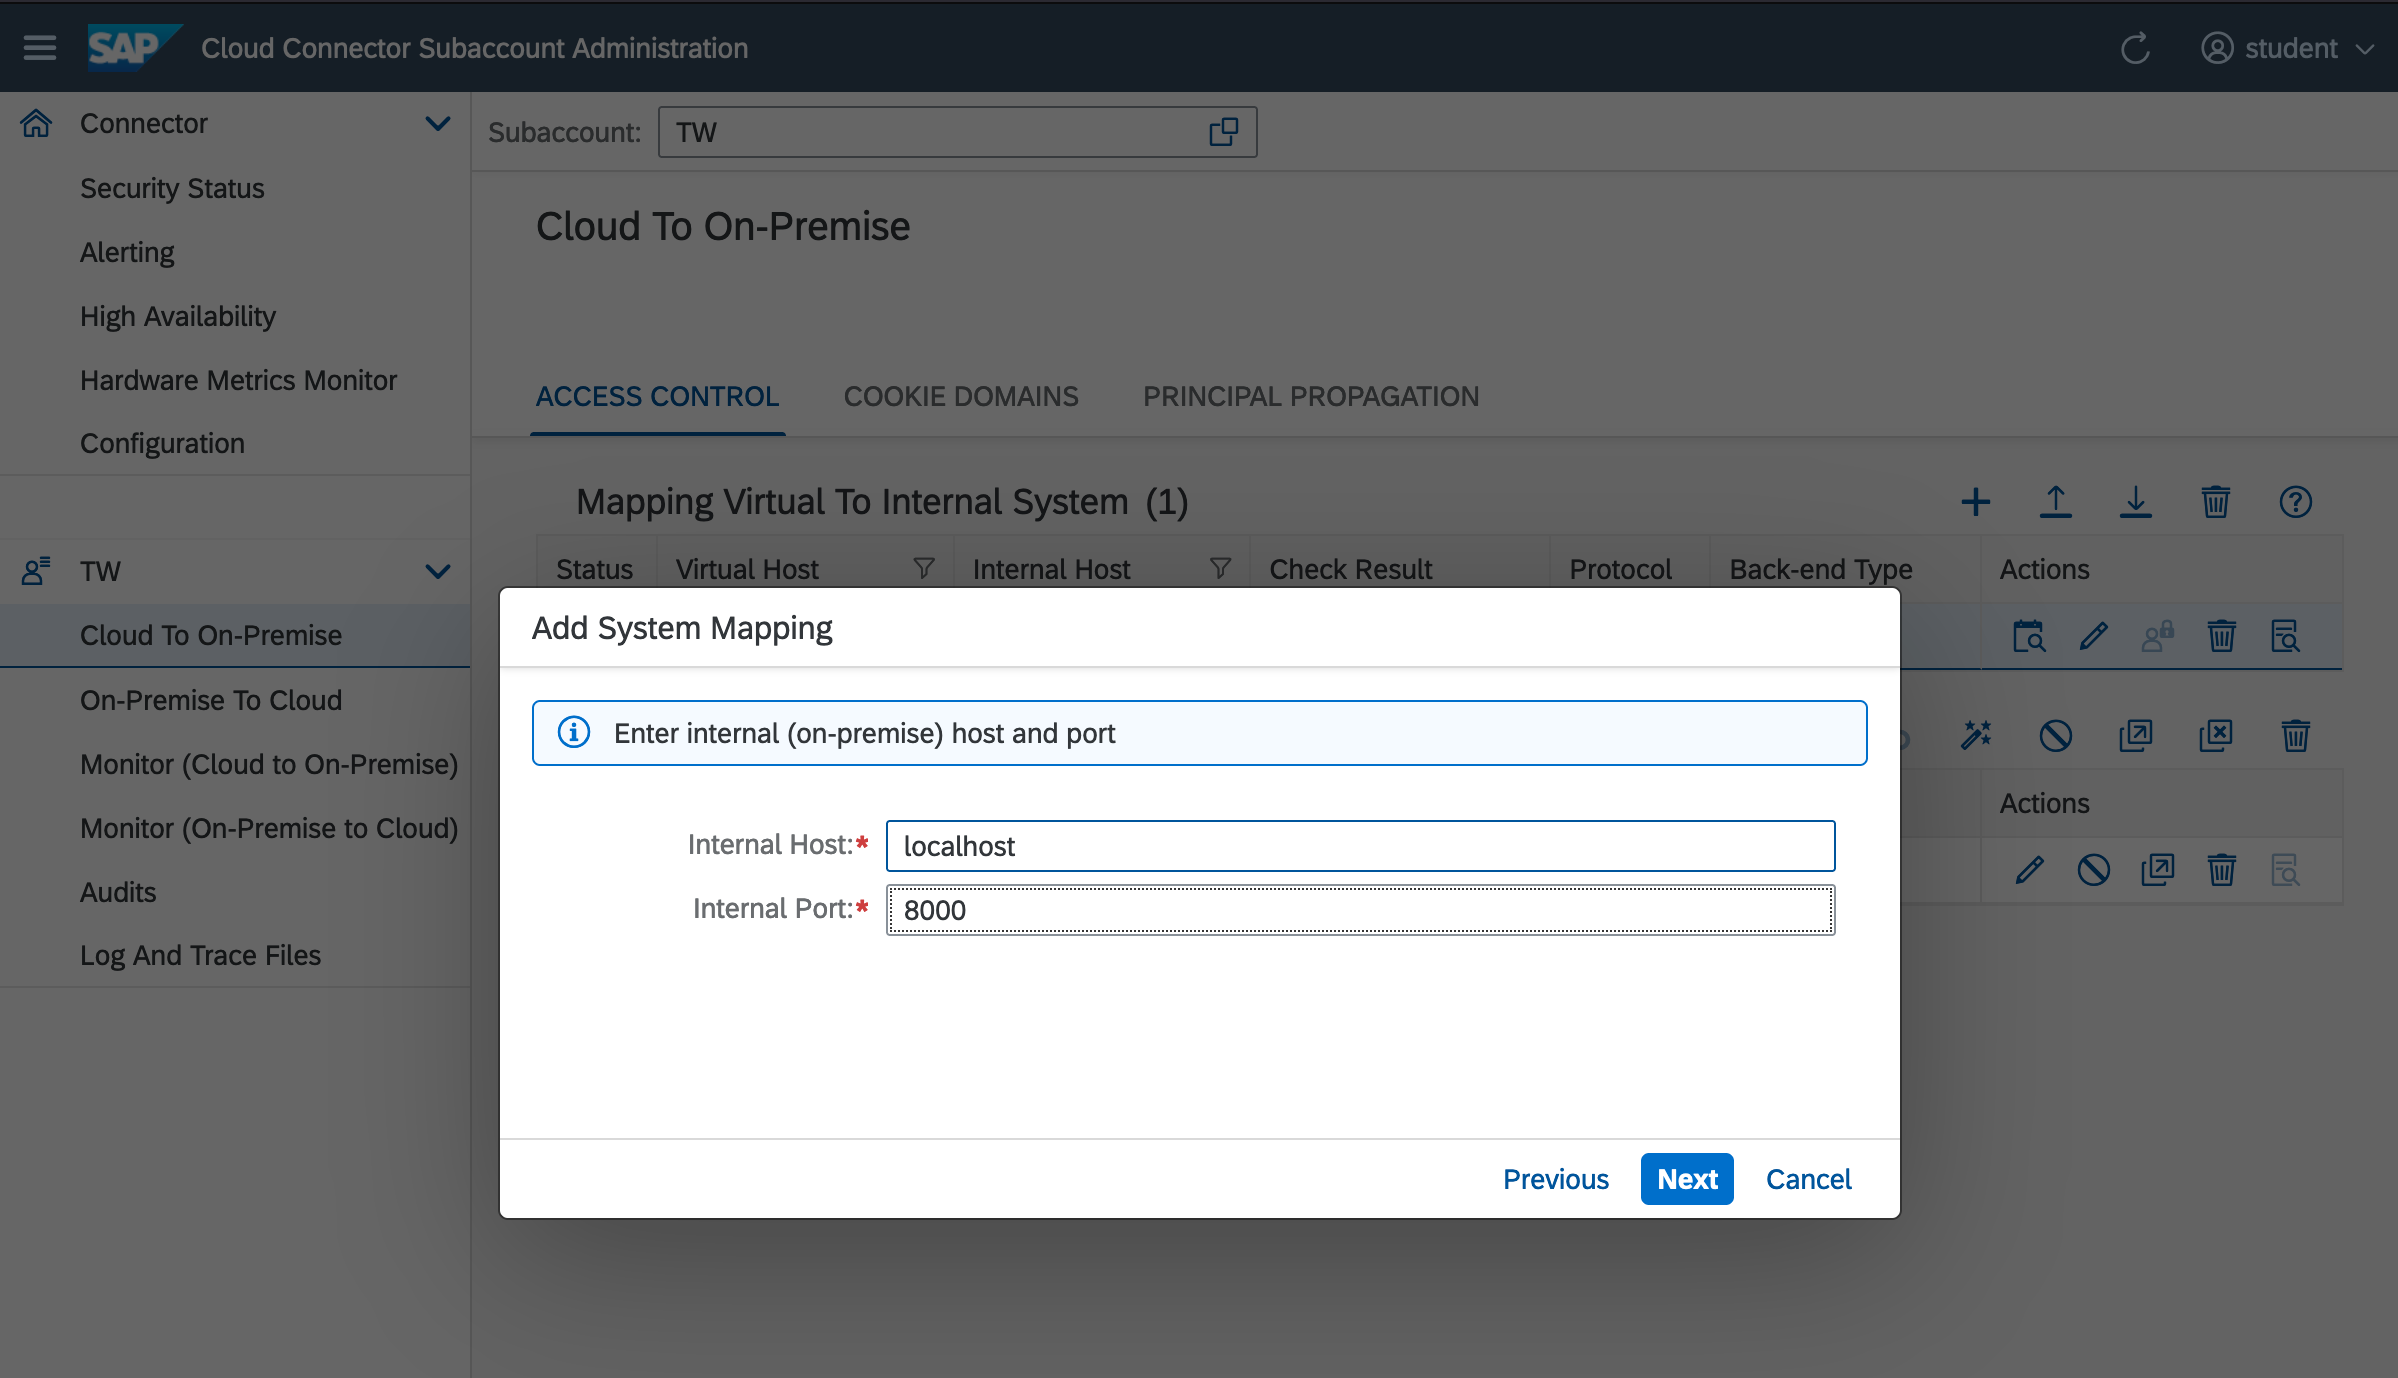 SAP Cloud Connector Subaccount Administration student
Connector
Security Status
Alerting
High Availability
Hardware Metrics Monitor
Configuration
TW
Cloud To On-Premise
On-Premise To Cloud
Monitor (Cloud to On-Premise)
Monitor (On-Premise to Cloud)
Audits
Log And Trace Files
Subaccount: TW
Cloud To On-Premise
ACCESS CONTROL COOKIE DOMAINS PRINCIPAL PROPAGATION
Mapping Virtual To Internal System (1)
Status Virtual Host Internal Host Check Result Protocol Back-end Type Actions
Actions
Add System Mapping
Enter internal (on-premise) host and port
Internal Host:* localhost
Internal Port:* 8000
Previous Next Cancel